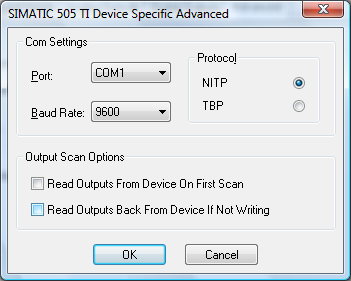 SIMATIC 505 TI Device Specific Advanced
Com Settings
Port:
COM1
Baud Rate:
9600
Protocol
NITP
TBP
Output Scan Options
Read Outputs From Device On First Scan
Read Outputs Back From Device If Not Writing
OK
Cancel